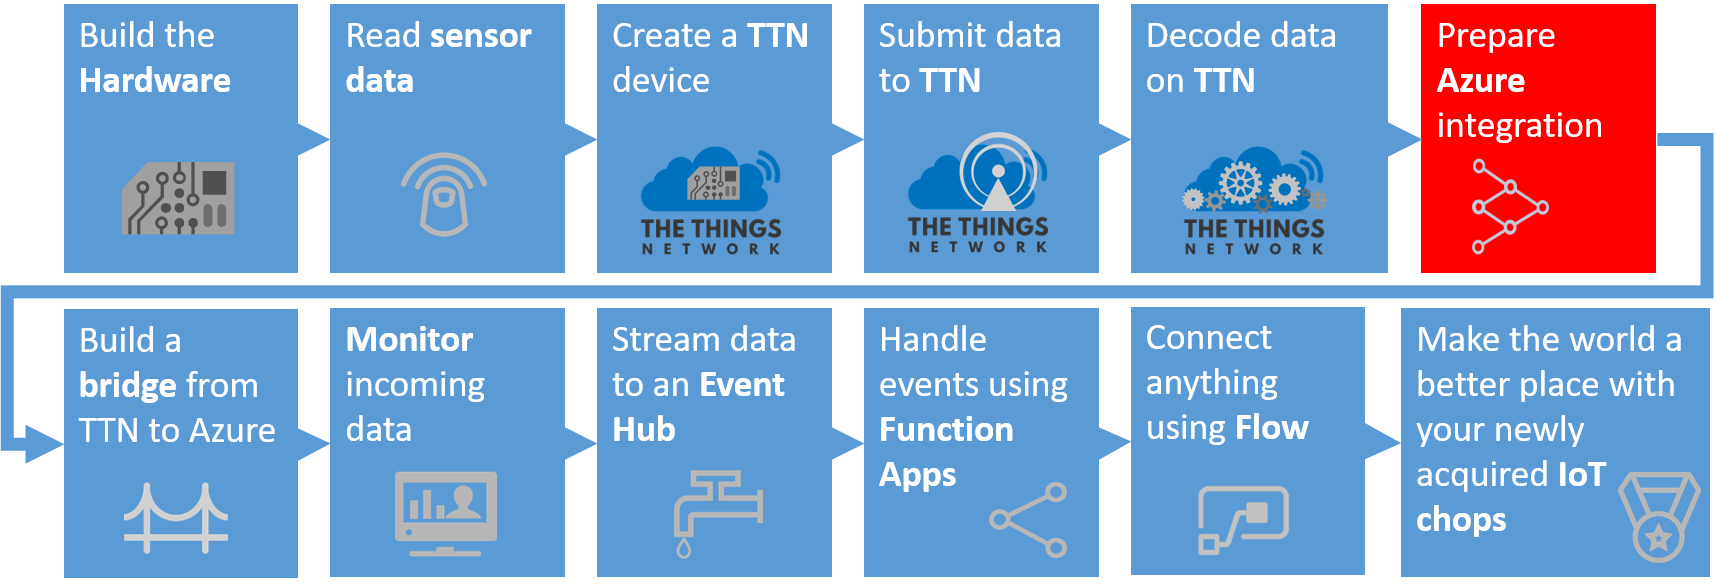 Build the
Hardware
Read sensor
data
Create a TTN
device
THE THINGS
NETWORK
Submit data
to TTN
THE THINGS
NETWORK
Decode data
on TTN
THE THINGS
NETWORK
Prepare
Azure
integration
Build a
bridge from
TTN to Azure
Monitor
incoming
data
Stream data
to an Event
Hub
Handle
events using
Function
Apps
Connect
anything
using Flow
Make the world a
better place with
your newly
acquired IoT
chops